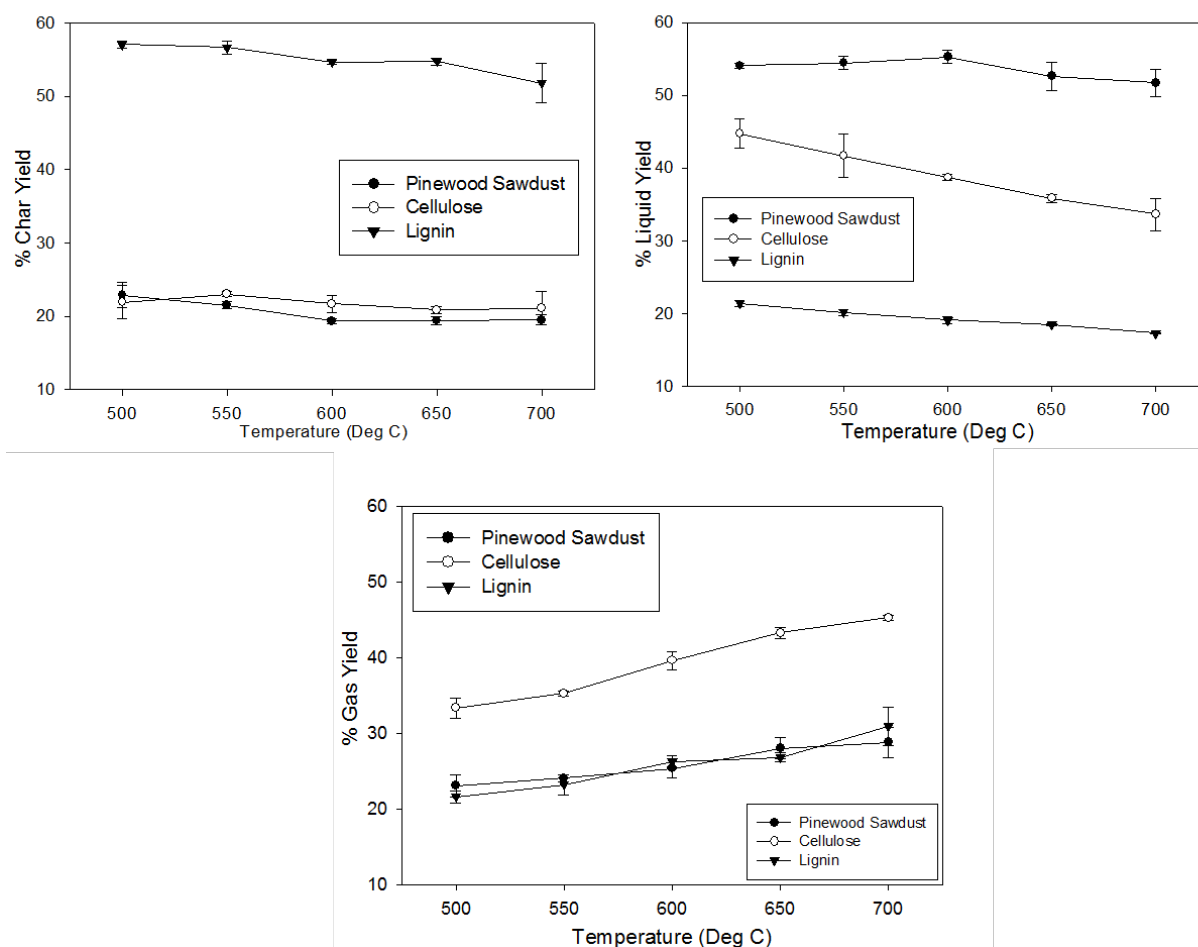 60
50
40
30
20
10
% Char Yield
Pinewood Sawdust
Cellulose
Lignin
500 550 600 650 700
Temperature (Deg C)
60
50
40
30
20
10
% Liquid Yield
Pinewood Sawdust
Cellulose
Lignin
500 550 600 650 700
Temperature (Deg C)
60
50
40
30
20
10
% Gas Yield
Pinewood Sawdust
Cellulose
Lignin
Pinewood Sawdust
Cellulose
Lignin
500 550 600 650 700
Temperature (Deg C)